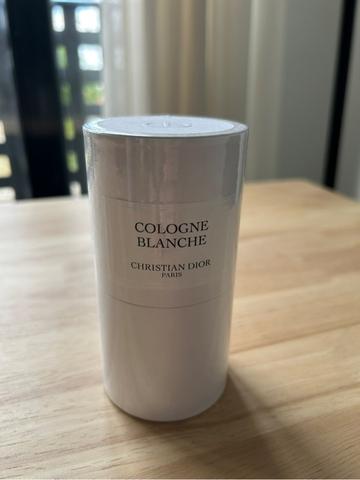 COLOGNE
BLANCHE
CHRISTIAN DIOR
PARIS